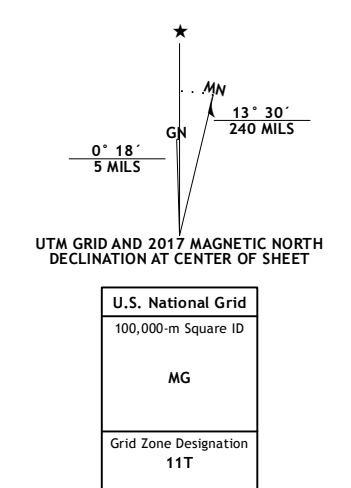 ★
MN
13° 30´
240 MILS
GN
0° 18´
5 MILS
UTM GRID AND 2017 MAGNETIC NORTH
DECLINATION AT CENTER OF SHEET
U.S. National Grid
100,000-m Square ID
MG
Grid Zone Designation
11T